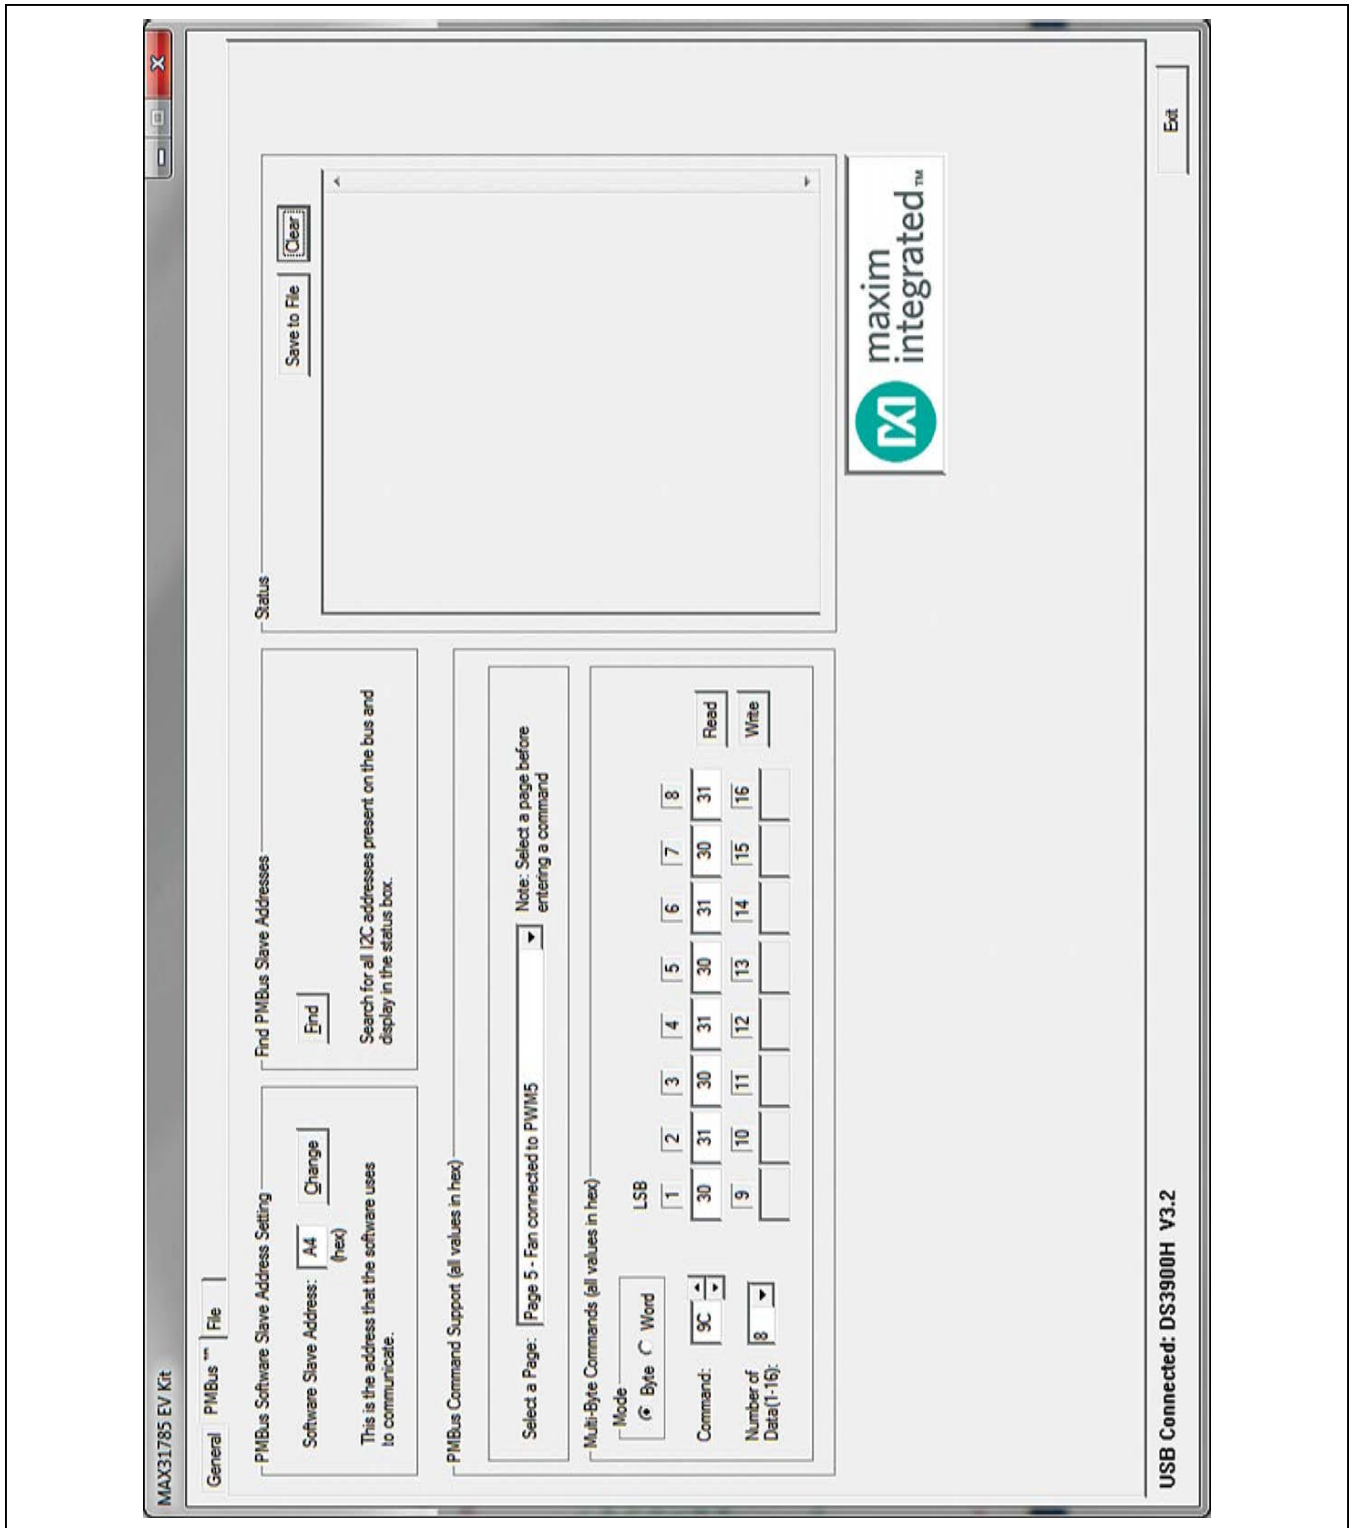 MAX31785 EV Kit
General PMBus ™ File
PMBus Software Slave Address Setting
Software Slave Address: A4 Change
(hex)
This is the address that the software uses
to communicate.
Find PMBus Slave Addresses
Find
Search for all I2C addresses present on the bus and
display in the status box.
Status
Save to File Clear
PMBus Command Support (all values in hex)
Select a Page: Page 5 - Fan connected to PWM5
Note: Select a page before
entering a command
Multi-Byte Commands (all values in hex)
Mode
Byte Word
LSB
1 2 3 4 5 6 7 8
Command: 9C 30 31 30 31 30 31 30 31 Read
9 10 11 12 13 14 15 16 Write
Number of
Data(1-16): 8
maxim
integrated™
USB Connected: DS3900H V3.2
Exit